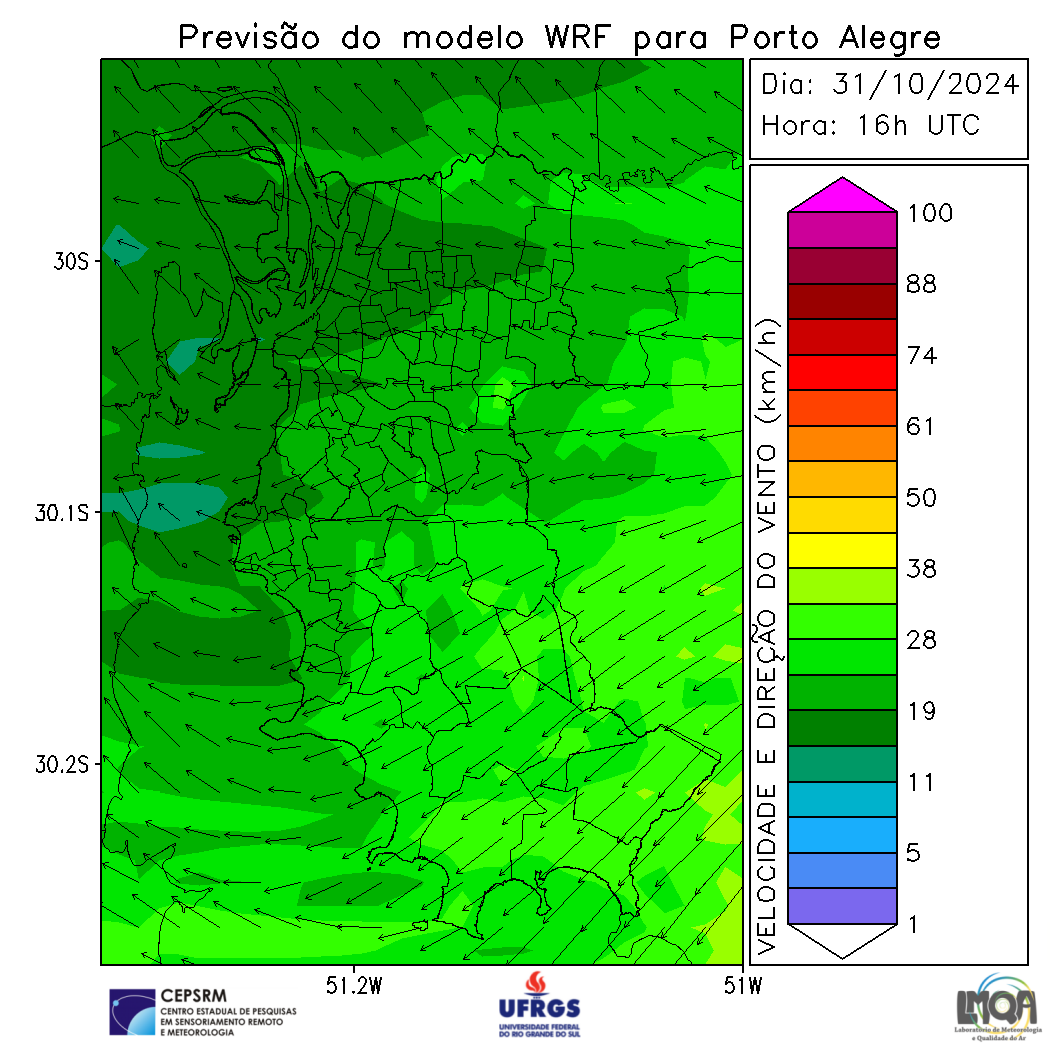 Previsão do modelo WRF para Porto Alegre
Dia: 31/10/2024
Hora: 16h UTC
30S
30.1S
30.2S
51.2W
51W
VELOCIDADE E DIREÇÃO DO VENTO (km/h)
100
88
74
61
50
38
28
19
11
5
1
CEPSRM
CENTRO ESTADUAL DE PESQUISAS
EM SENSORIAMENTO REMOTO
E METEOROLOGIA
UFRGS
UNIVERSIDADE FEDERAL
DO RIO GRANDE DO SUL
LMQA
Laboratório de Meteorologia
e Qualidade do Ar